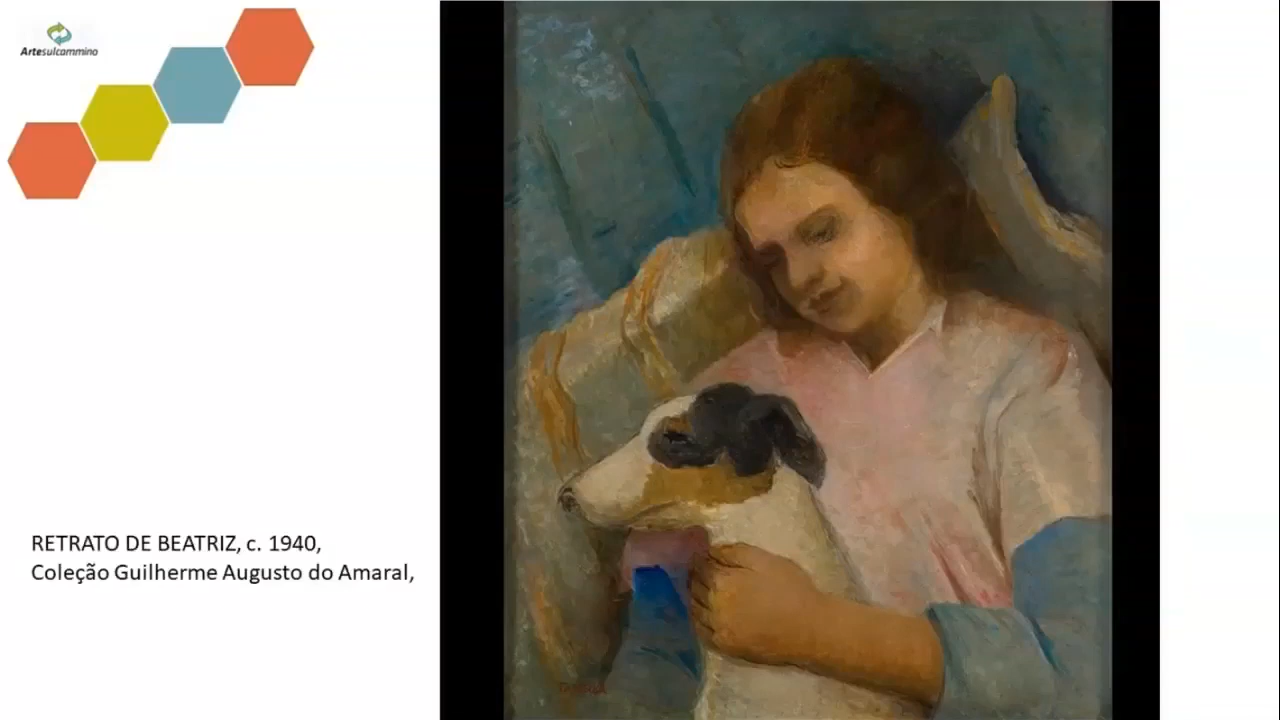 Artesulcammino
RETRATO DE BEATRIZ, c. 1940,
Coleção Guilherme Augusto do Amaral,